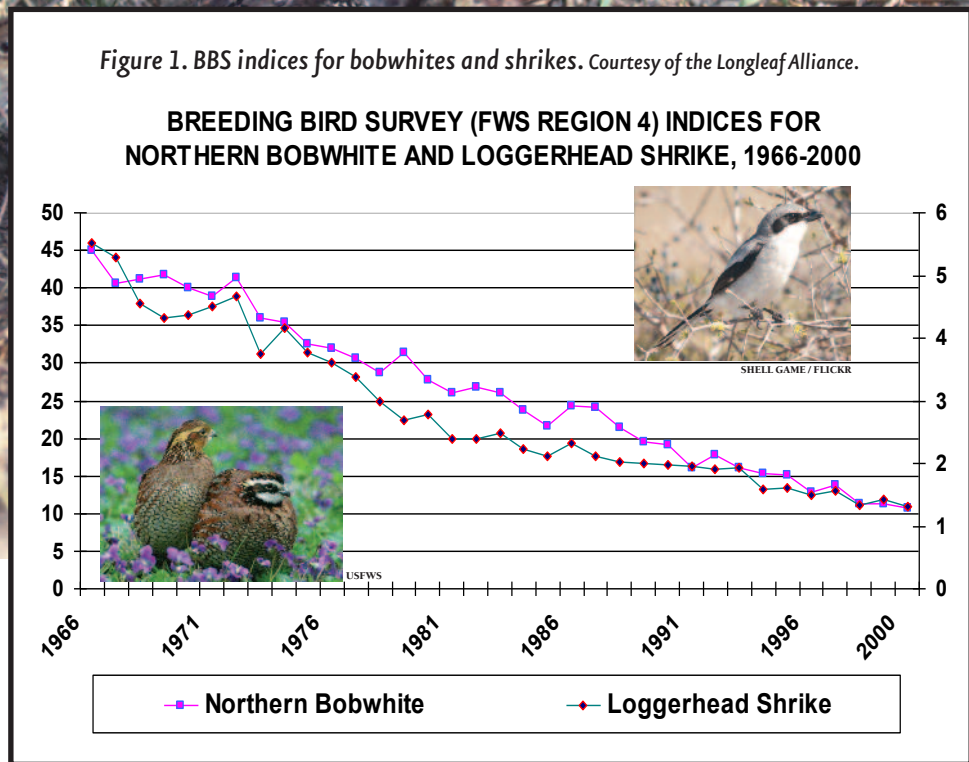 Figure 1. BBS indices for bobwhites and shrikes. Courtesy of the Longleaf Alliance.
BREEDING BIRD SURVEY (FWS REGION 4) INDICES FOR
NORTHERN BOBWHITE AND LOGGERHEAD SHRIKE, 1966-2000
50 6
45
40 5
35
30 4
25 3
20
15 2
10 1
5
0 0
SHELL GAME / FLICKR
USFWS
1966 1971 1976 1981 1986 1991 1996 2000
Northern Bobwhite Loggerhead Shrike